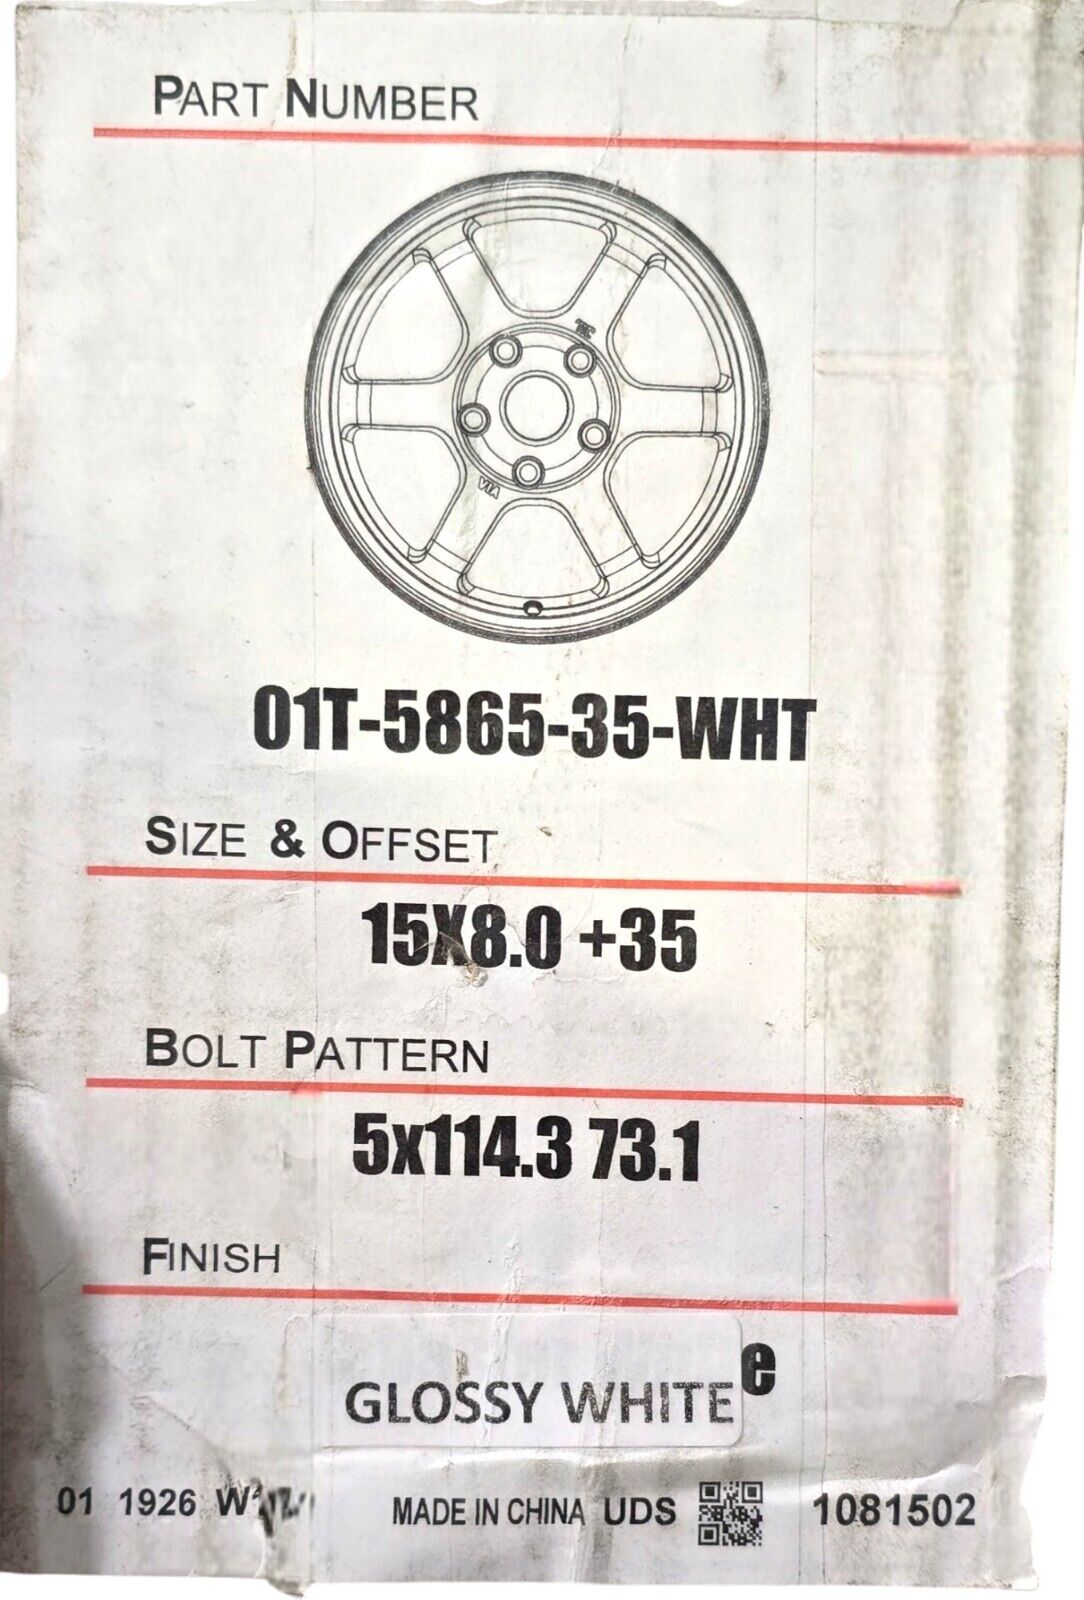 PART NUMBER
VIA
01T-5865-35-WHT
SIZE & OFFSET
15X8.0 +35
BOLT PATTERN
5x114.3 73.1
FINISH
e
GLOSSY WHITE
01 1926 MADE IN CHINA UDS 1081502